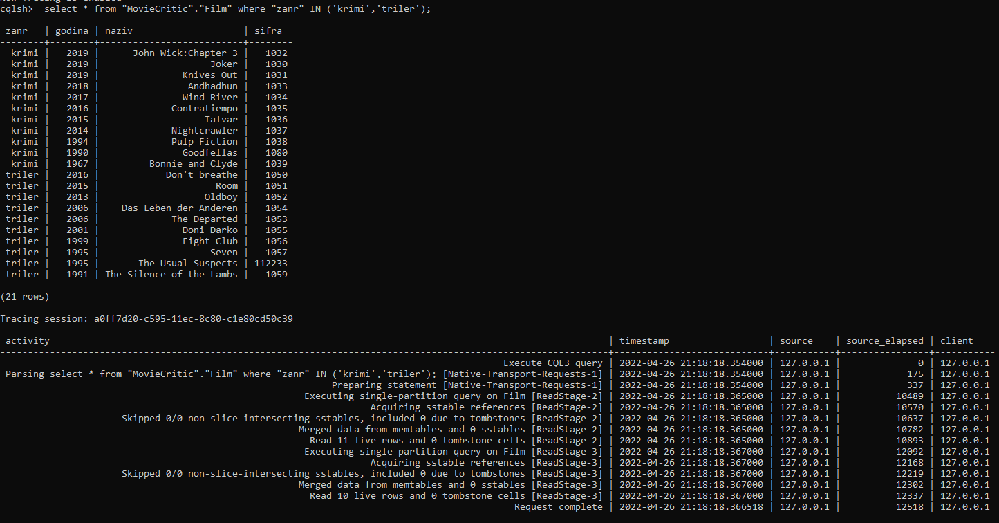 cqlsh>  select * from "MovieCritic"."Film" where "zanr" IN ('krimi','triler');
 zanr   | godina | naziv                    | sifra
--------+--------+--------------------------+--------
  krimi |   2019 |      John Wick:Chapter 3 |   1032
  krimi |   2019 |                    Joker |   1030
  krimi |   2019 |               Knives Out |   1031
  krimi |   2018 |                Andhadhun |   1033
  krimi |   2017 |               Wind River |   1034
  krimi |   2016 |             Contratiempo |   1035
  krimi |   2015 |                   Talvar |   1036
  krimi |   2014 |             Nightcrawler |   1037
  krimi |   1994 |             Pulp Fiction |   1038
  krimi |   1990 |               Goodfellas |   1080
  krimi |   1967 |         Bonnie and Clyde |   1039
 triler |   2016 |            Don't breathe |   1050
 triler |   2015 |                     Room |   1051
 triler |   2013 |                   Oldboy |   1052
 triler |   2006 |    Das Leben der Anderen |   1054
 triler |   2006 |             The Departed |   1053
 triler |   2001 |               Doni Darko |   1055
 triler |   1999 |               Fight Club |   1056
 triler |   1995 |                    Seven |   1057
 triler |   1995 |       The Usual Suspects | 112233
 triler |   1991 | The Silence of the Lambs |   1059
(21 rows)
Tracing session: a0ff7d20-c595-11ec-8c80-c1e80cd50c39
 activity | timestamp | source | source_elapsed | client
 Execute CQL3 query | 2022-04-26 21:18:18.354000 | 127.0.0.1 | 0 | 127.0.0.1
 Parsing select * from "MovieCritic"."Film" where "zanr" IN ('krimi','triler'); [Native-Transport-Requests-1] | 2022-04-26 21:18:18.354000 | 127.0.0.1 | 175 | 127.0.0.1
 Preparing statement [Native-Transport-Requests-1] | 2022-04-26 21:18:18.354000 | 127.0.0.1 | 337 | 127.0.0.1
 Executing single-partition query on Film [ReadStage-2] | 2022-04-26 21:18:18.365000 | 127.0.0.1 | 10489 | 127.0.0.1
 Acquiring sstable references [ReadStage-2] | 2022-04-26 21:18:18.365000 | 127.0.0.1 | 10570 | 127.0.0.1
 Skipped 0/0 non-slice-intersecting sstables, included 0 due to tombstones [ReadStage-2] | 2022-04-26 21:18:18.365000 | 127.0.0.1 | 10637 | 127.0.0.1
 Merged data from memtables and 0 sstables [ReadStage-2] | 2022-04-26 21:18:18.365000 | 127.0.0.1 | 10782 | 127.0.0.1
 Read 11 live rows and 0 tombstone cells [ReadStage-2] | 2022-04-26 21:18:18.365000 | 127.0.0.1 | 10893 | 127.0.0.1
 Executing single-partition query on Film [ReadStage-3] | 2022-04-26 21:18:18.367000 | 127.0.0.1 | 12092 | 127.0.0.1
 Acquiring sstable references [ReadStage-3] | 2022-04-26 21:18:18.367000 | 127.0.0.1 | 12168 | 127.0.0.1
 Skipped 0/0 non-slice-intersecting sstables, included 0 due to tombstones [ReadStage-3] | 2022-04-26 21:18:18.367000 | 127.0.0.1 | 12219 | 127.0.0.1
 Merged data from memtables and 0 sstables [ReadStage-3] | 2022-04-26 21:18:18.367000 | 127.0.0.1 | 12302 | 127.0.0.1
 Read 10 live rows and 0 tombstone cells [ReadStage-3] | 2022-04-26 21:18:18.367000 | 127.0.0.1 | 12337 | 127.0.0.1
 Request complete | 2022-04-26 21:18:18.366518 | 127.0.0.1 | 12518 | 127.0.0.1